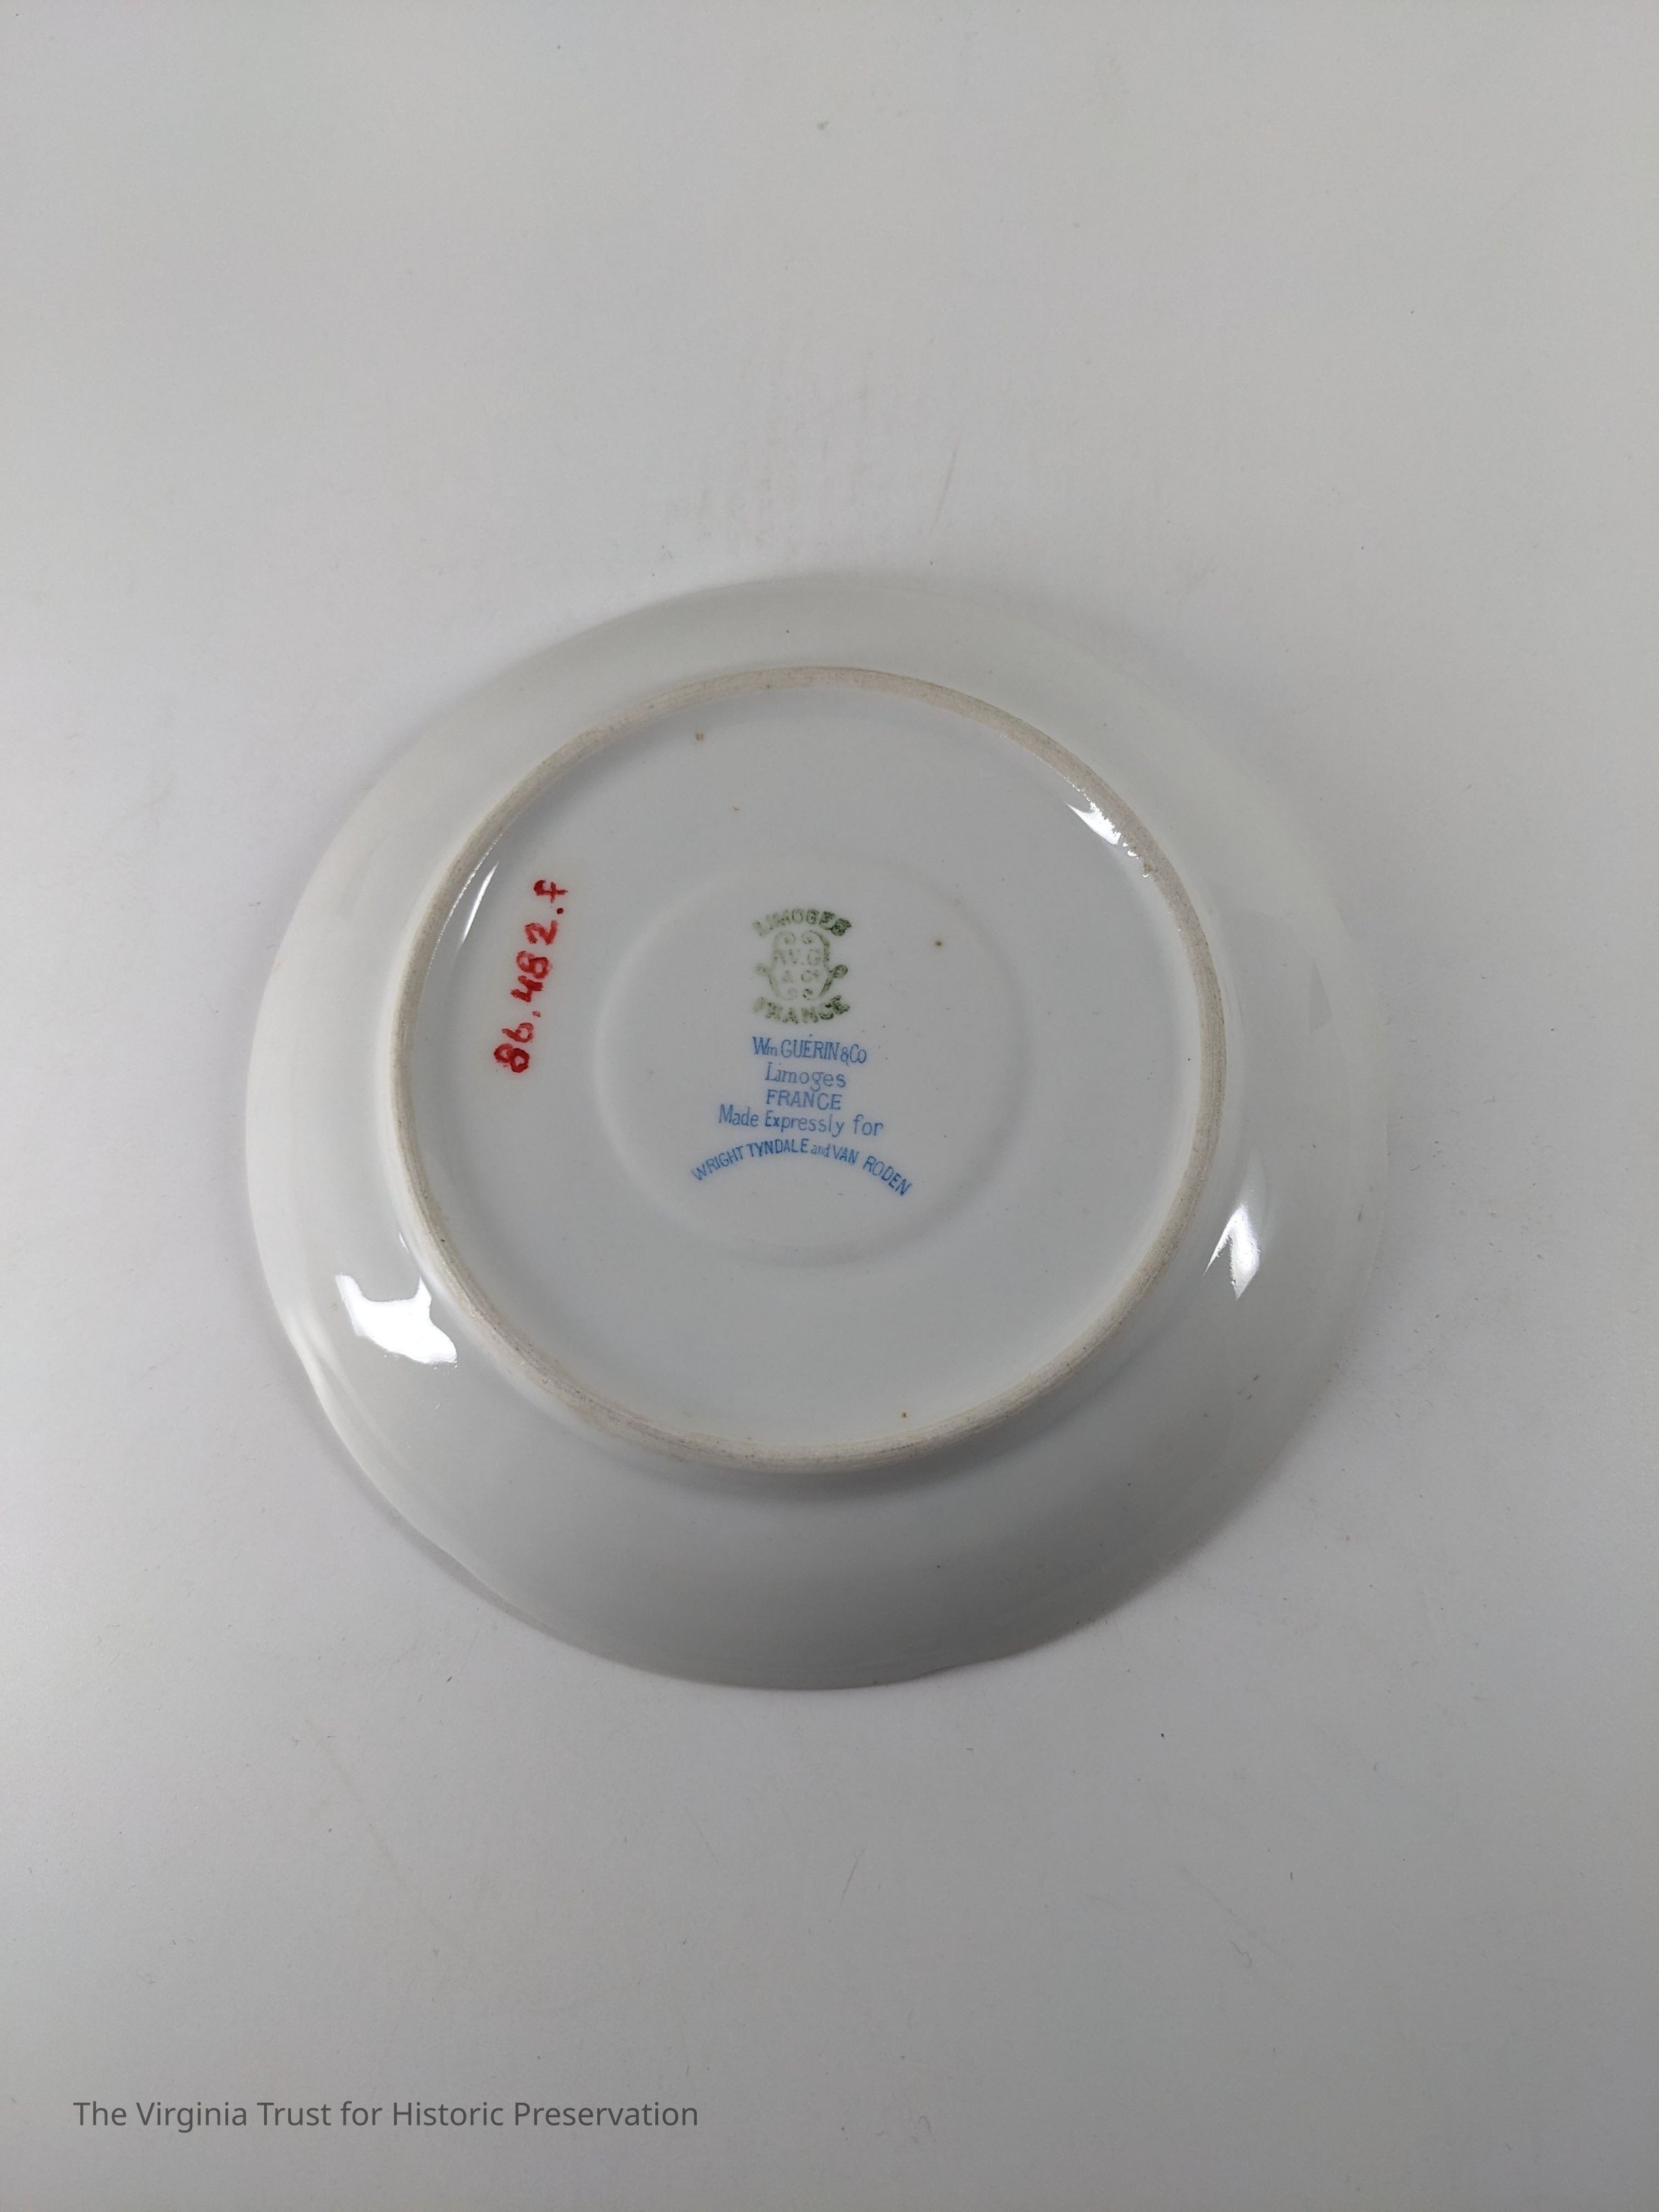 86.482.f
LIMOGES
W.G
& Co
FRANCE
Wm GUÉRIN & Co
Limoges
FRANCE
Made Expressly for
WRIGHT TYNDALE and VAN RODEN
The Virginia Trust for Historic Preservation